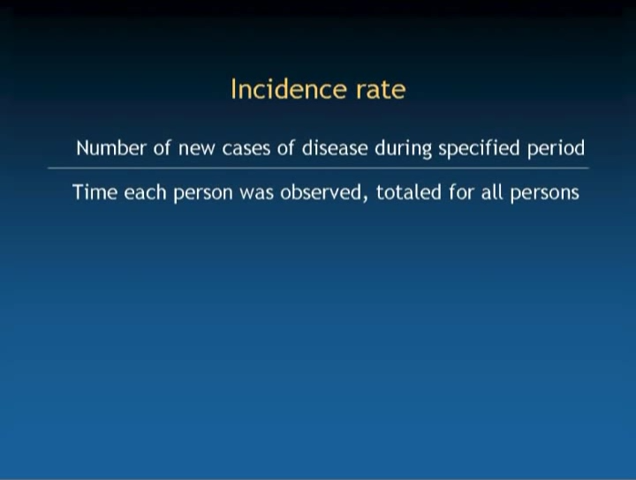 Incidence rate
Number of new cases of disease during specified period
Time each person was observed, totaled for all persons